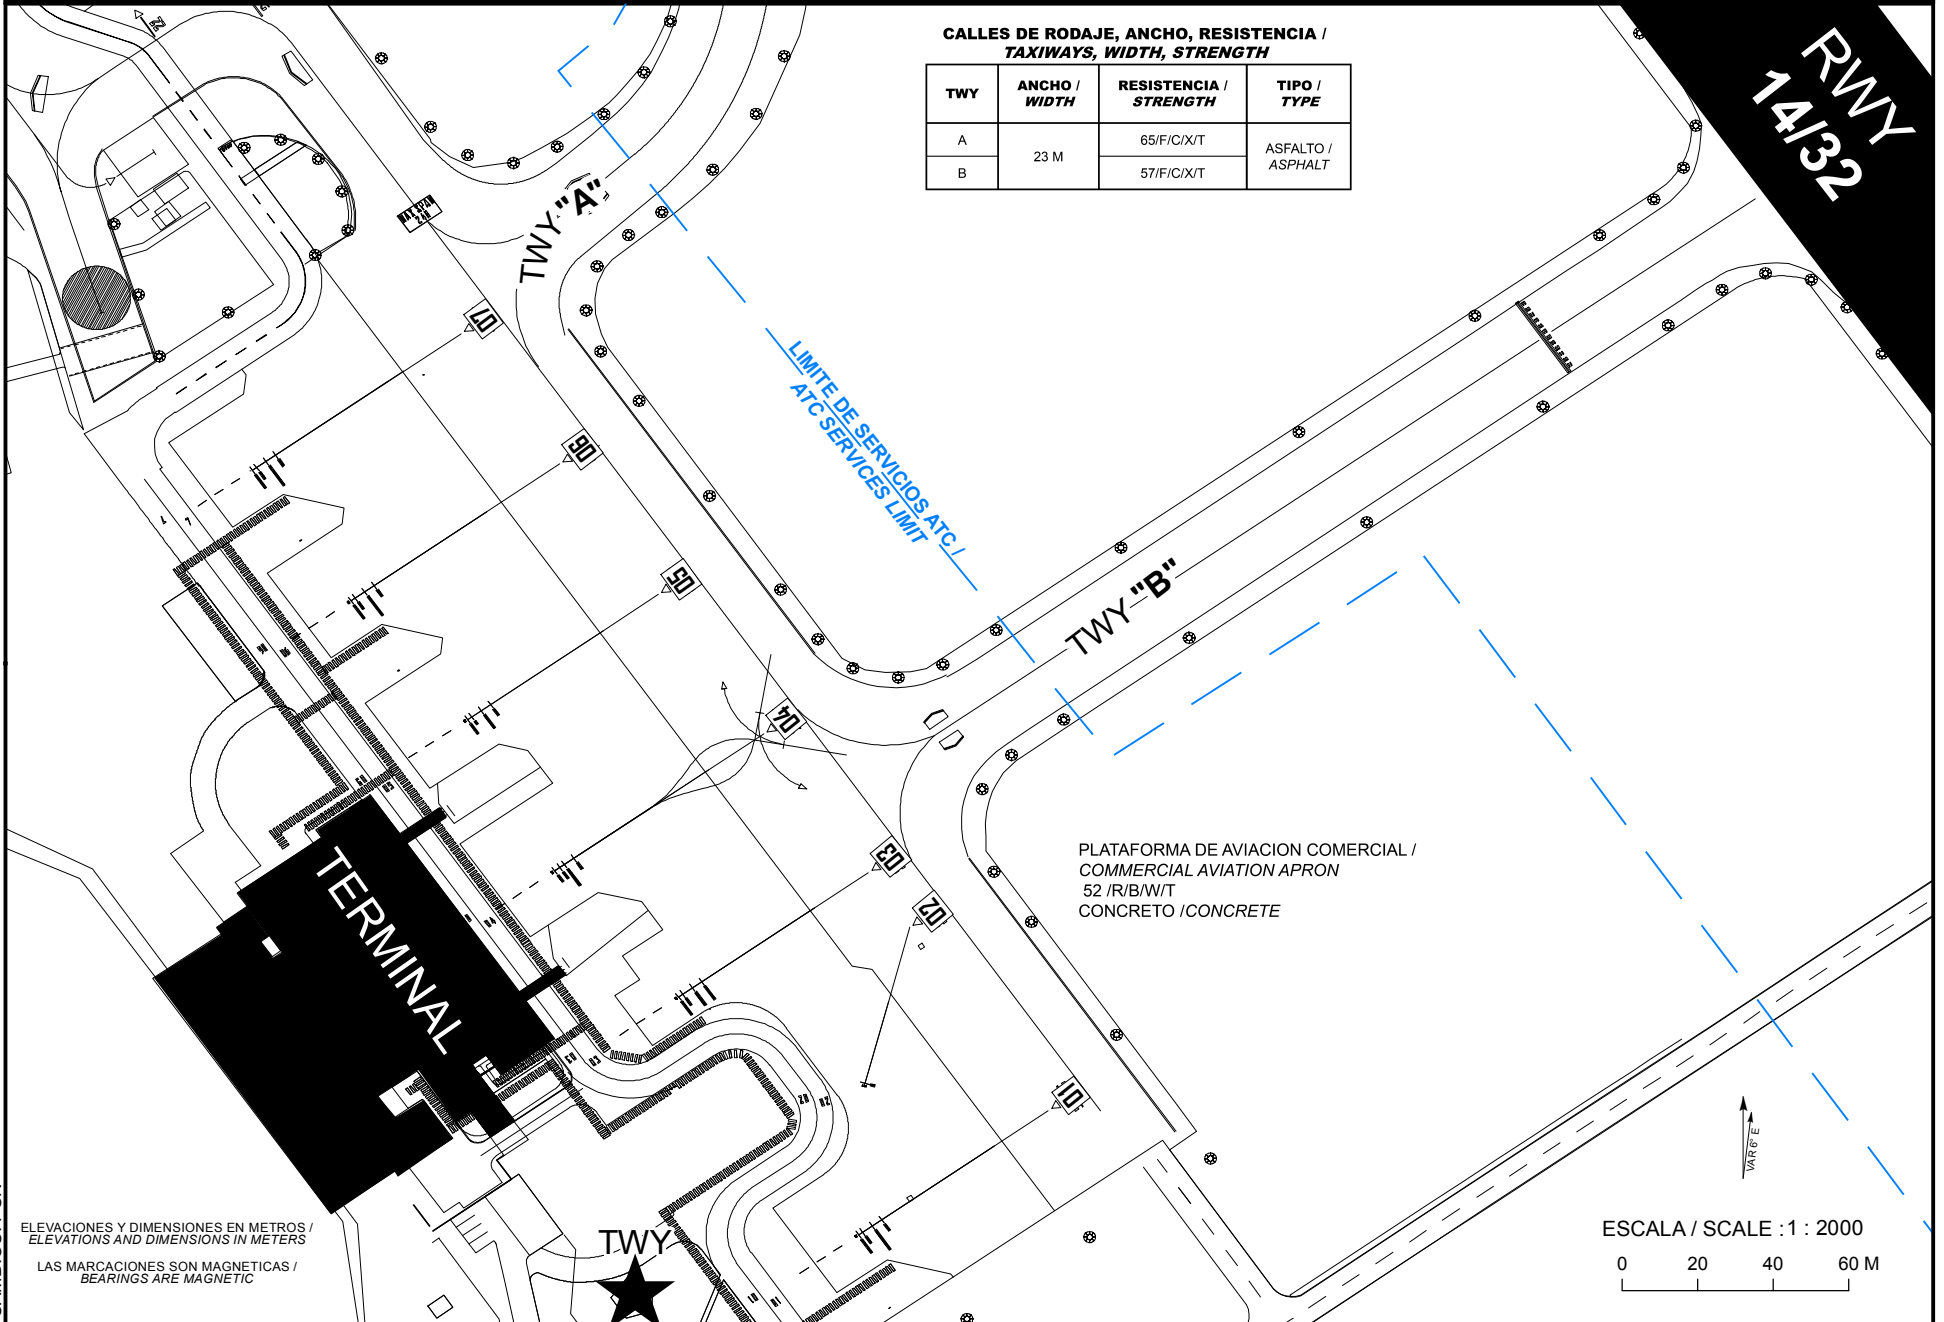 CALLES DE RODAJE, ANCHO, RESISTENCIA /
TAXIWAYS, WIDTH, STRENGTH
TWY
ANCHO /
WIDTH
RESISTENCIA /
STRENGTH
TIPO /
TYPE
A
23 M
65/F/C/X/T
ASFALTO /
ASPHALT
B
57/F/C/X/T
RWY
14/32
MAX SPAN
TWY "A"
07
LIMITE DE SERVICIOS ATC /
ATC SERVICES LIMIT
06
05
TWY "B"
04
03
02
01
PLATAFORMA DE AVIACION COMERCIAL /
COMMERCIAL AVIATION APRON
52 /R/B/W/T
CONCRETO /CONCRETE
TERMINAL
TWY
VAR 6° E
ELEVACIONES Y DIMENSIONES EN METROS /
ELEVATIONS AND DIMENSIONS IN METERS
LAS MARCACIONES SON MAGNETICAS /
BEARINGS ARE MAGNETIC
ESCALA / SCALE : 1 : 2000
0 20 40 60 M